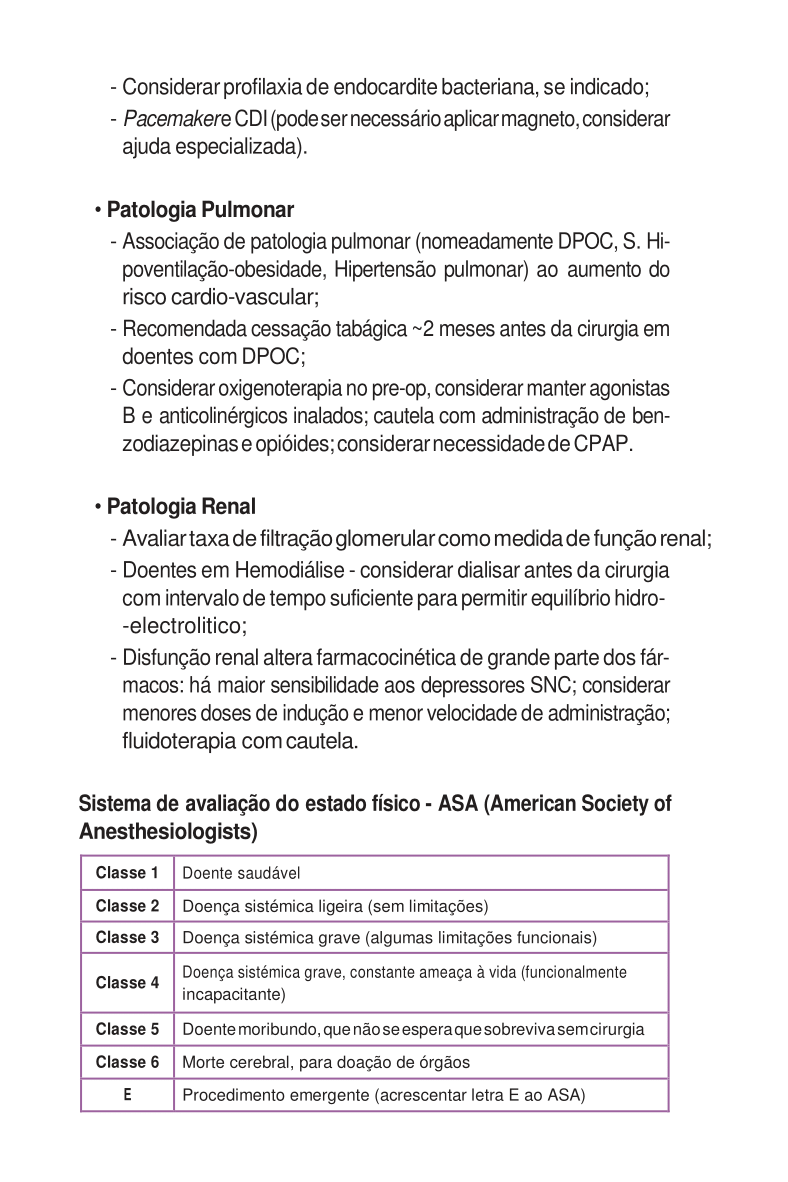 - Considerar profilaxia de endocardite bacteriana, se indicado;
- Pacemaker e CDI (pode ser necessário aplicar magneto, considerar
ajuda especializada).
• Patologia Pulmonar
- Associação de patologia pulmonar (nomeadamente DPOC, S. Hi-
poventilação-obesidade, Hipertensão pulmonar) ao aumento do
risco cardio-vascular;
- Recomendada cessação tabágica ~2 meses antes da cirurgia em
doentes com DPOC;
- Considerar oxigenoterapia no pre-op, considerar manter agonistas
B e anticolinérgicos inalados; cautela com administração de ben-
zodiazepinas e opióides; considerar necessidade de CPAP.
• Patologia Renal
- Avaliar taxa de filtração glomerular como medida de função renal;
- Doentes em Hemodiálise - considerar dialisar antes da cirurgia
com intervalo de tempo suficiente para permitir equilíbrio hidro-
-electrolitico;
- Disfunção renal altera farmacocinética de grande parte dos fár-
macos: há maior sensibilidade aos depressores SNC; considerar
menores doses de indução e menor velocidade de administração;
fluidoterapia com cautela.
Sistema de avaliação do estado físico - ASA (American Society of
Anesthesiologists)
Classe 1 Doente saudável
Classe 2 Doença sistémica ligeira (sem limitações)
Classe 3 Doença sistémica grave (algumas limitações funcionais)
Classe 4 Doença sistémica grave, constante ameaça à vida (funcionalmente
incapacitante)
Classe 5 Doente moribundo, que não se espera que sobreviva sem cirurgia
Classe 6 Morte cerebral, para doação de órgãos
E Procedimento emergente (acrescentar letra E ao ASA)